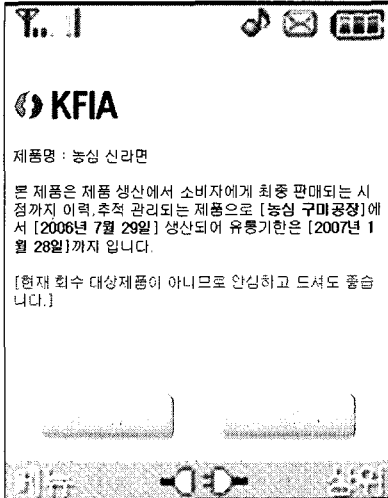 KFIA
제품명 : 농심 신라면
본 제품은 제품 생산에서 소비자에게 최종 판매되는 시
점까지 이력,추적 관리되는 제품으로 [농심 구미공장]에
서 [2006년 7월 29일] 생산되어 유통기한은 [2007년 1
월 28일]까지 입니다.
[현재 회수 대상제품이 아니므로 안심하고 드셔도 좋습
니다.]
메뉴